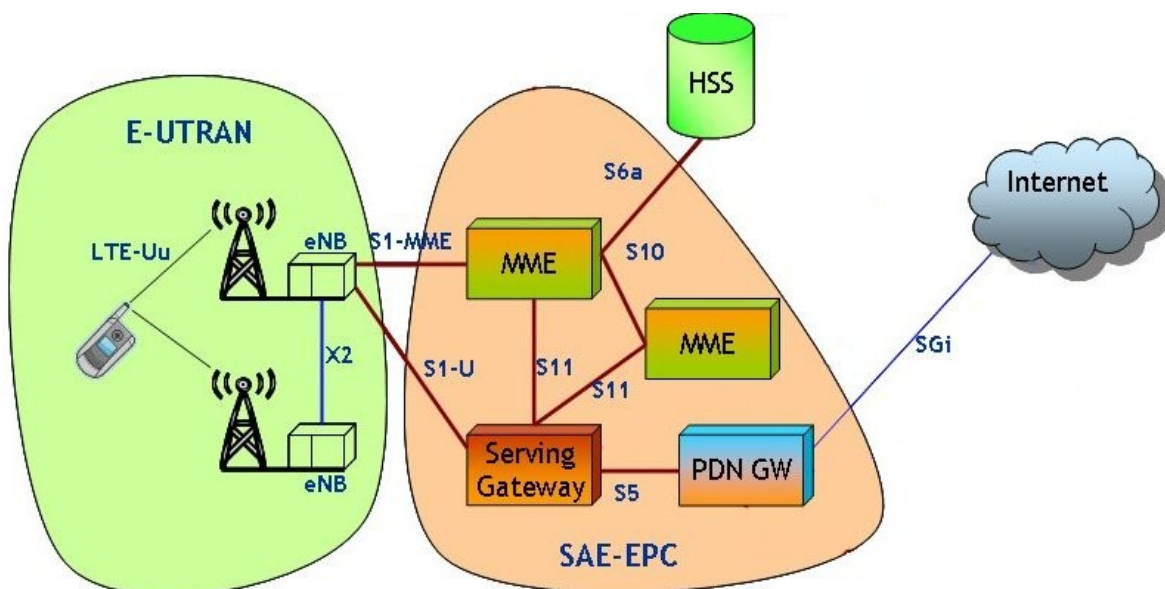 HSS
E-UTRAN
S6a
Internet
LTE-Uu
eNB
S1-MME
MME
S10
X2
S1-U
S11
S11
MME
SGi
Serving
Gateway
S5
PDN GW
eNB
SAE-EPC